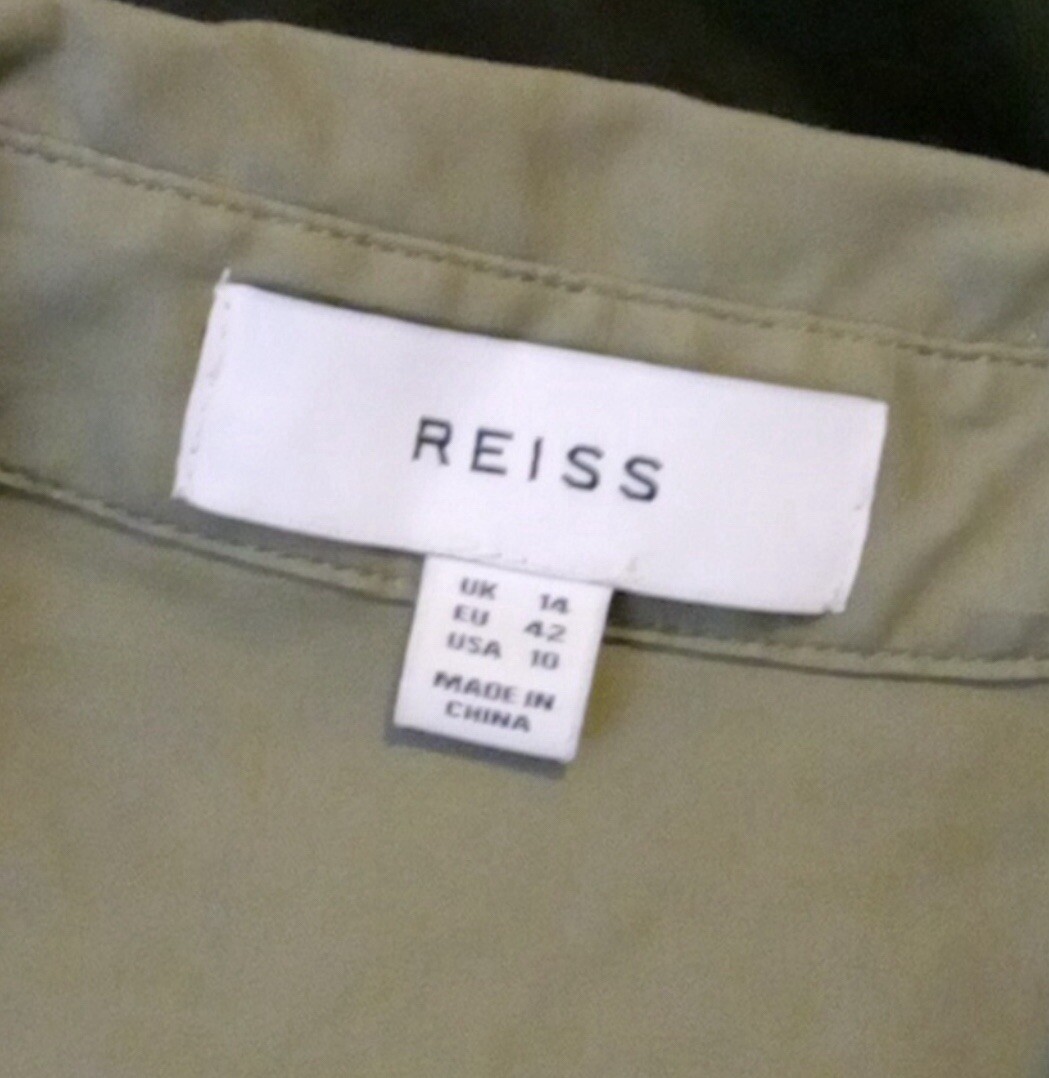 REISS
UK 14
EU 42
USA 10
MADE IN
CHINA